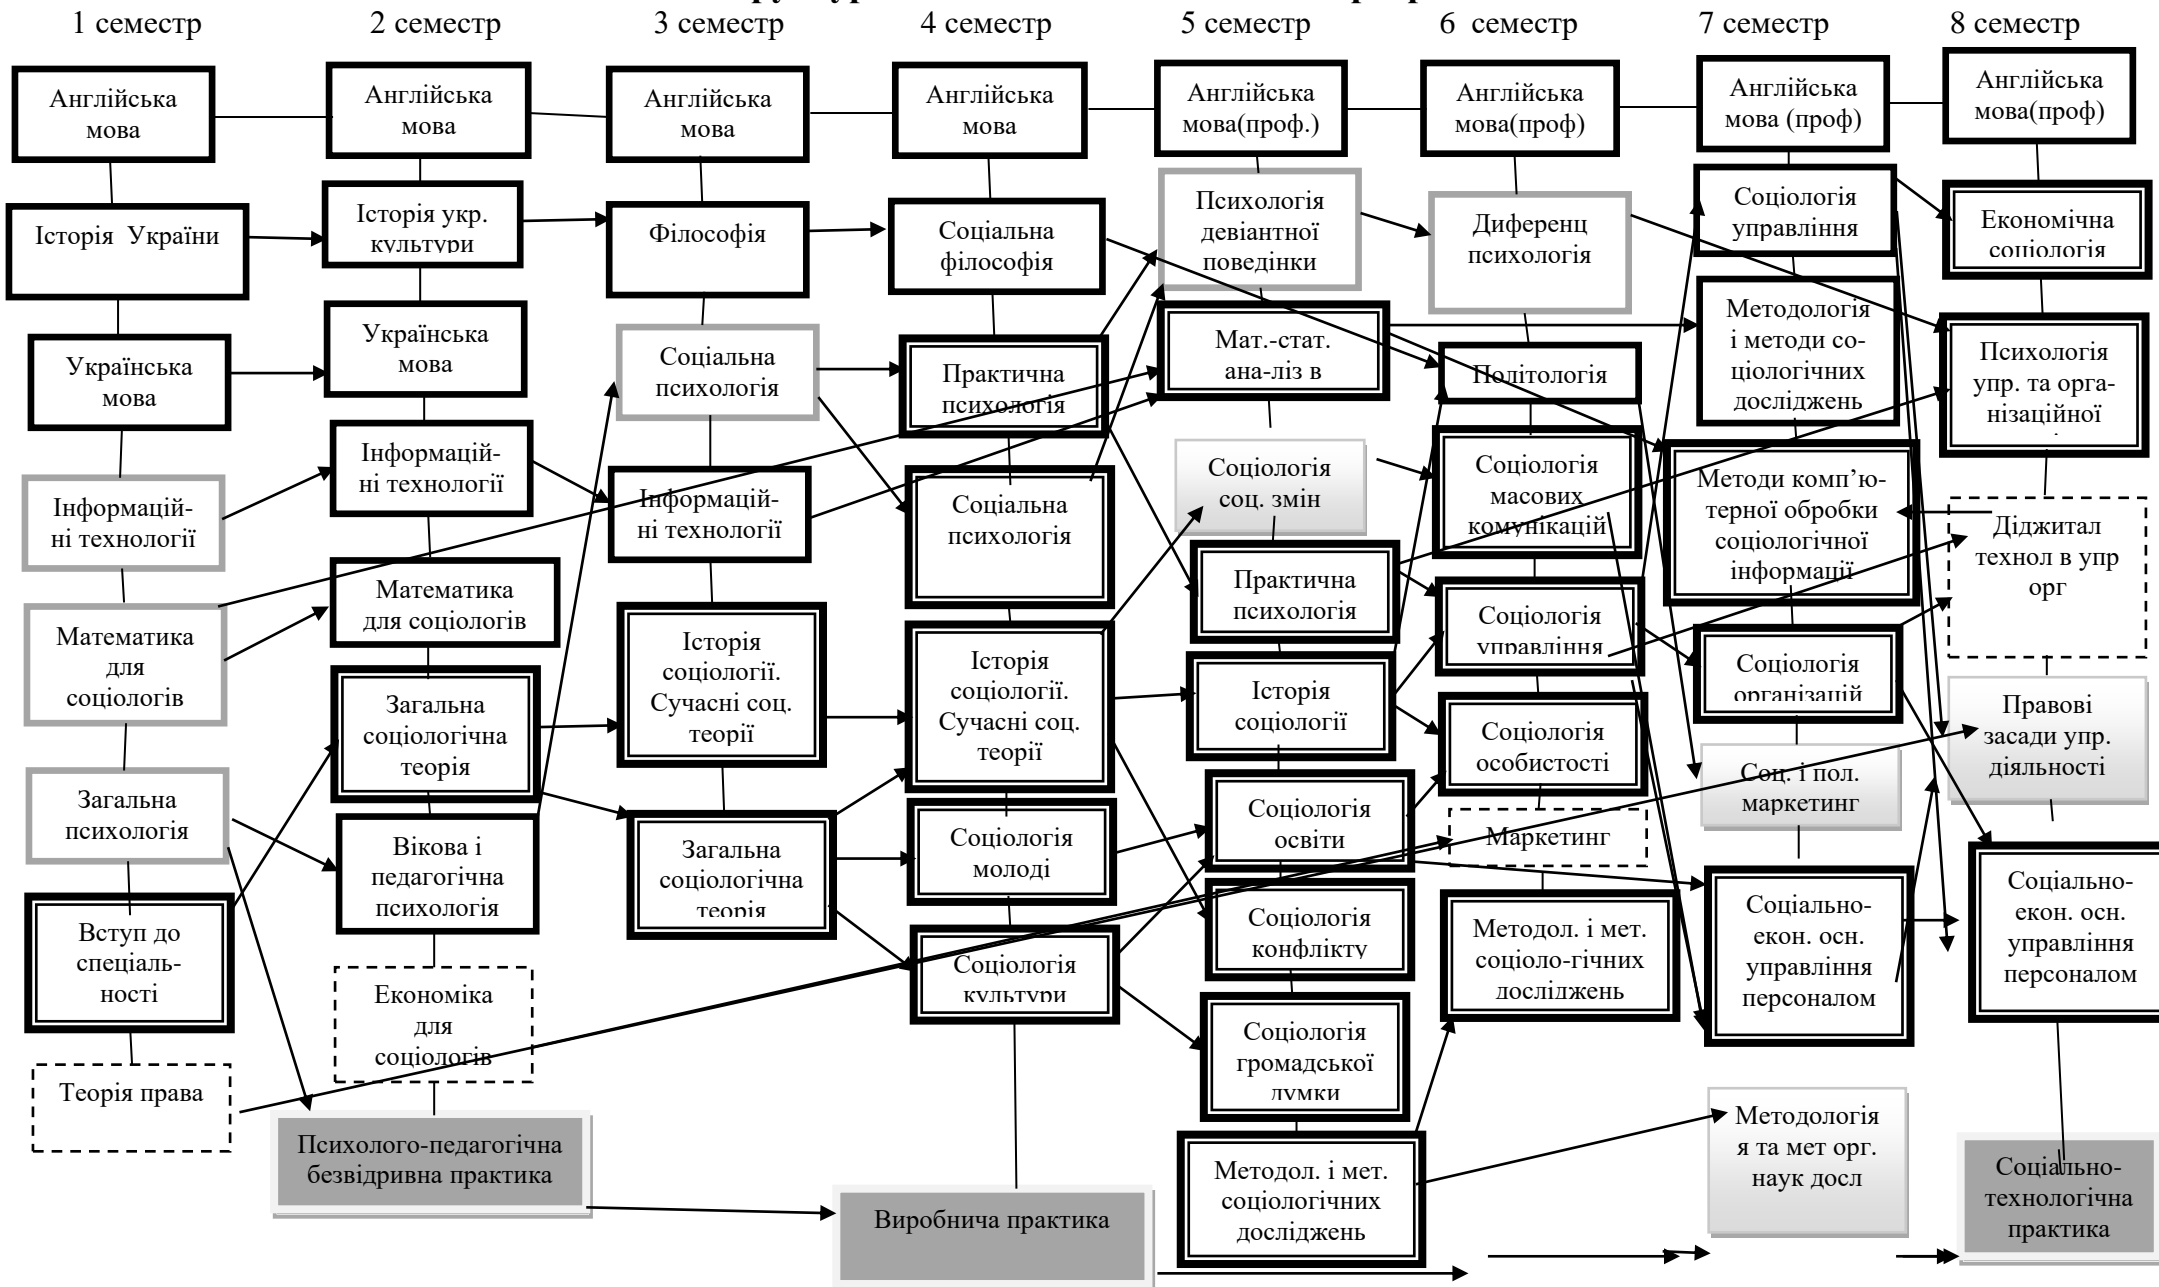 1 семестр
2 семестр
3 семестр
4 семестр
5 семестр
6 семестр
7 семестр
8 семестр
Англійська
мова
Історія України
Українська
мова
Інформацій-
ні технології
Математика
для
соціологів
Загальна
психологія
Вступ до
спеціаль-
ності
Теорія права
Англійська
мова
Історія укр.
культури
Українська
мова
Інформацій-
ні технології
Математика
для соціологів
Загальна
соціологічна
теорія
Вікова і
педагогічна
психологія
Економіка
для
соціологів
Психолого-педагогічна
безвідривна практика
Англійська
мова
Філософія
Соціальна
психологія
Інформацій-
ні технології
Історія
соціології.
Сучасні соц.
теорії
Загальна
соціологічна
теорія
Англійська
мова
Соціальна
філософія
Практична
психологія
Соціальна
психологія
Історія
соціології.
Сучасні соц.
теорії
Соціологія
молоді
Соціологія
культури
Виробнича практика
Англійська
мова(проф.)
Психологія
девіантної
поведінки
Мат.-стат.
ана-ліз в
Соціологія
соц. змін
Практична
психологія
Історія
соціології
Соціологія
освіти
Соціологія
конфлікту
Соціологія
громадської
думки
Методол. і мет.
соціологічних
досліджень
Англійська
мова(проф)
Диференц
психологія
Політологія
Соціологія
масових
комунікацій
Соціологія
управління
Соціологія
особистості
Маркетинг
Методол. і мет.
соціоло-гічних
досліджень
Англійська
мова (проф)
Соціологія
управління
Методологія
і методи со-
ціологічних
досліджень
Методи комп’ю-
терної обробки
соціологічної
інформації
Соціологія
організацій
Соц. і пол.
маркетинг
Соціально-
екон. осн.
управління
персоналом
Методологія
я та мет орг.
наук досл
Англійська
мова(проф)
Економічна
соціологія
Психологія
упр. та орга-
нізаційної
Діджитал
технол в упр
орг
Правові
засади упр.
діяльності
Соціально-
екон. осн.
управління
персоналом
Соціально-
технологічна
практика